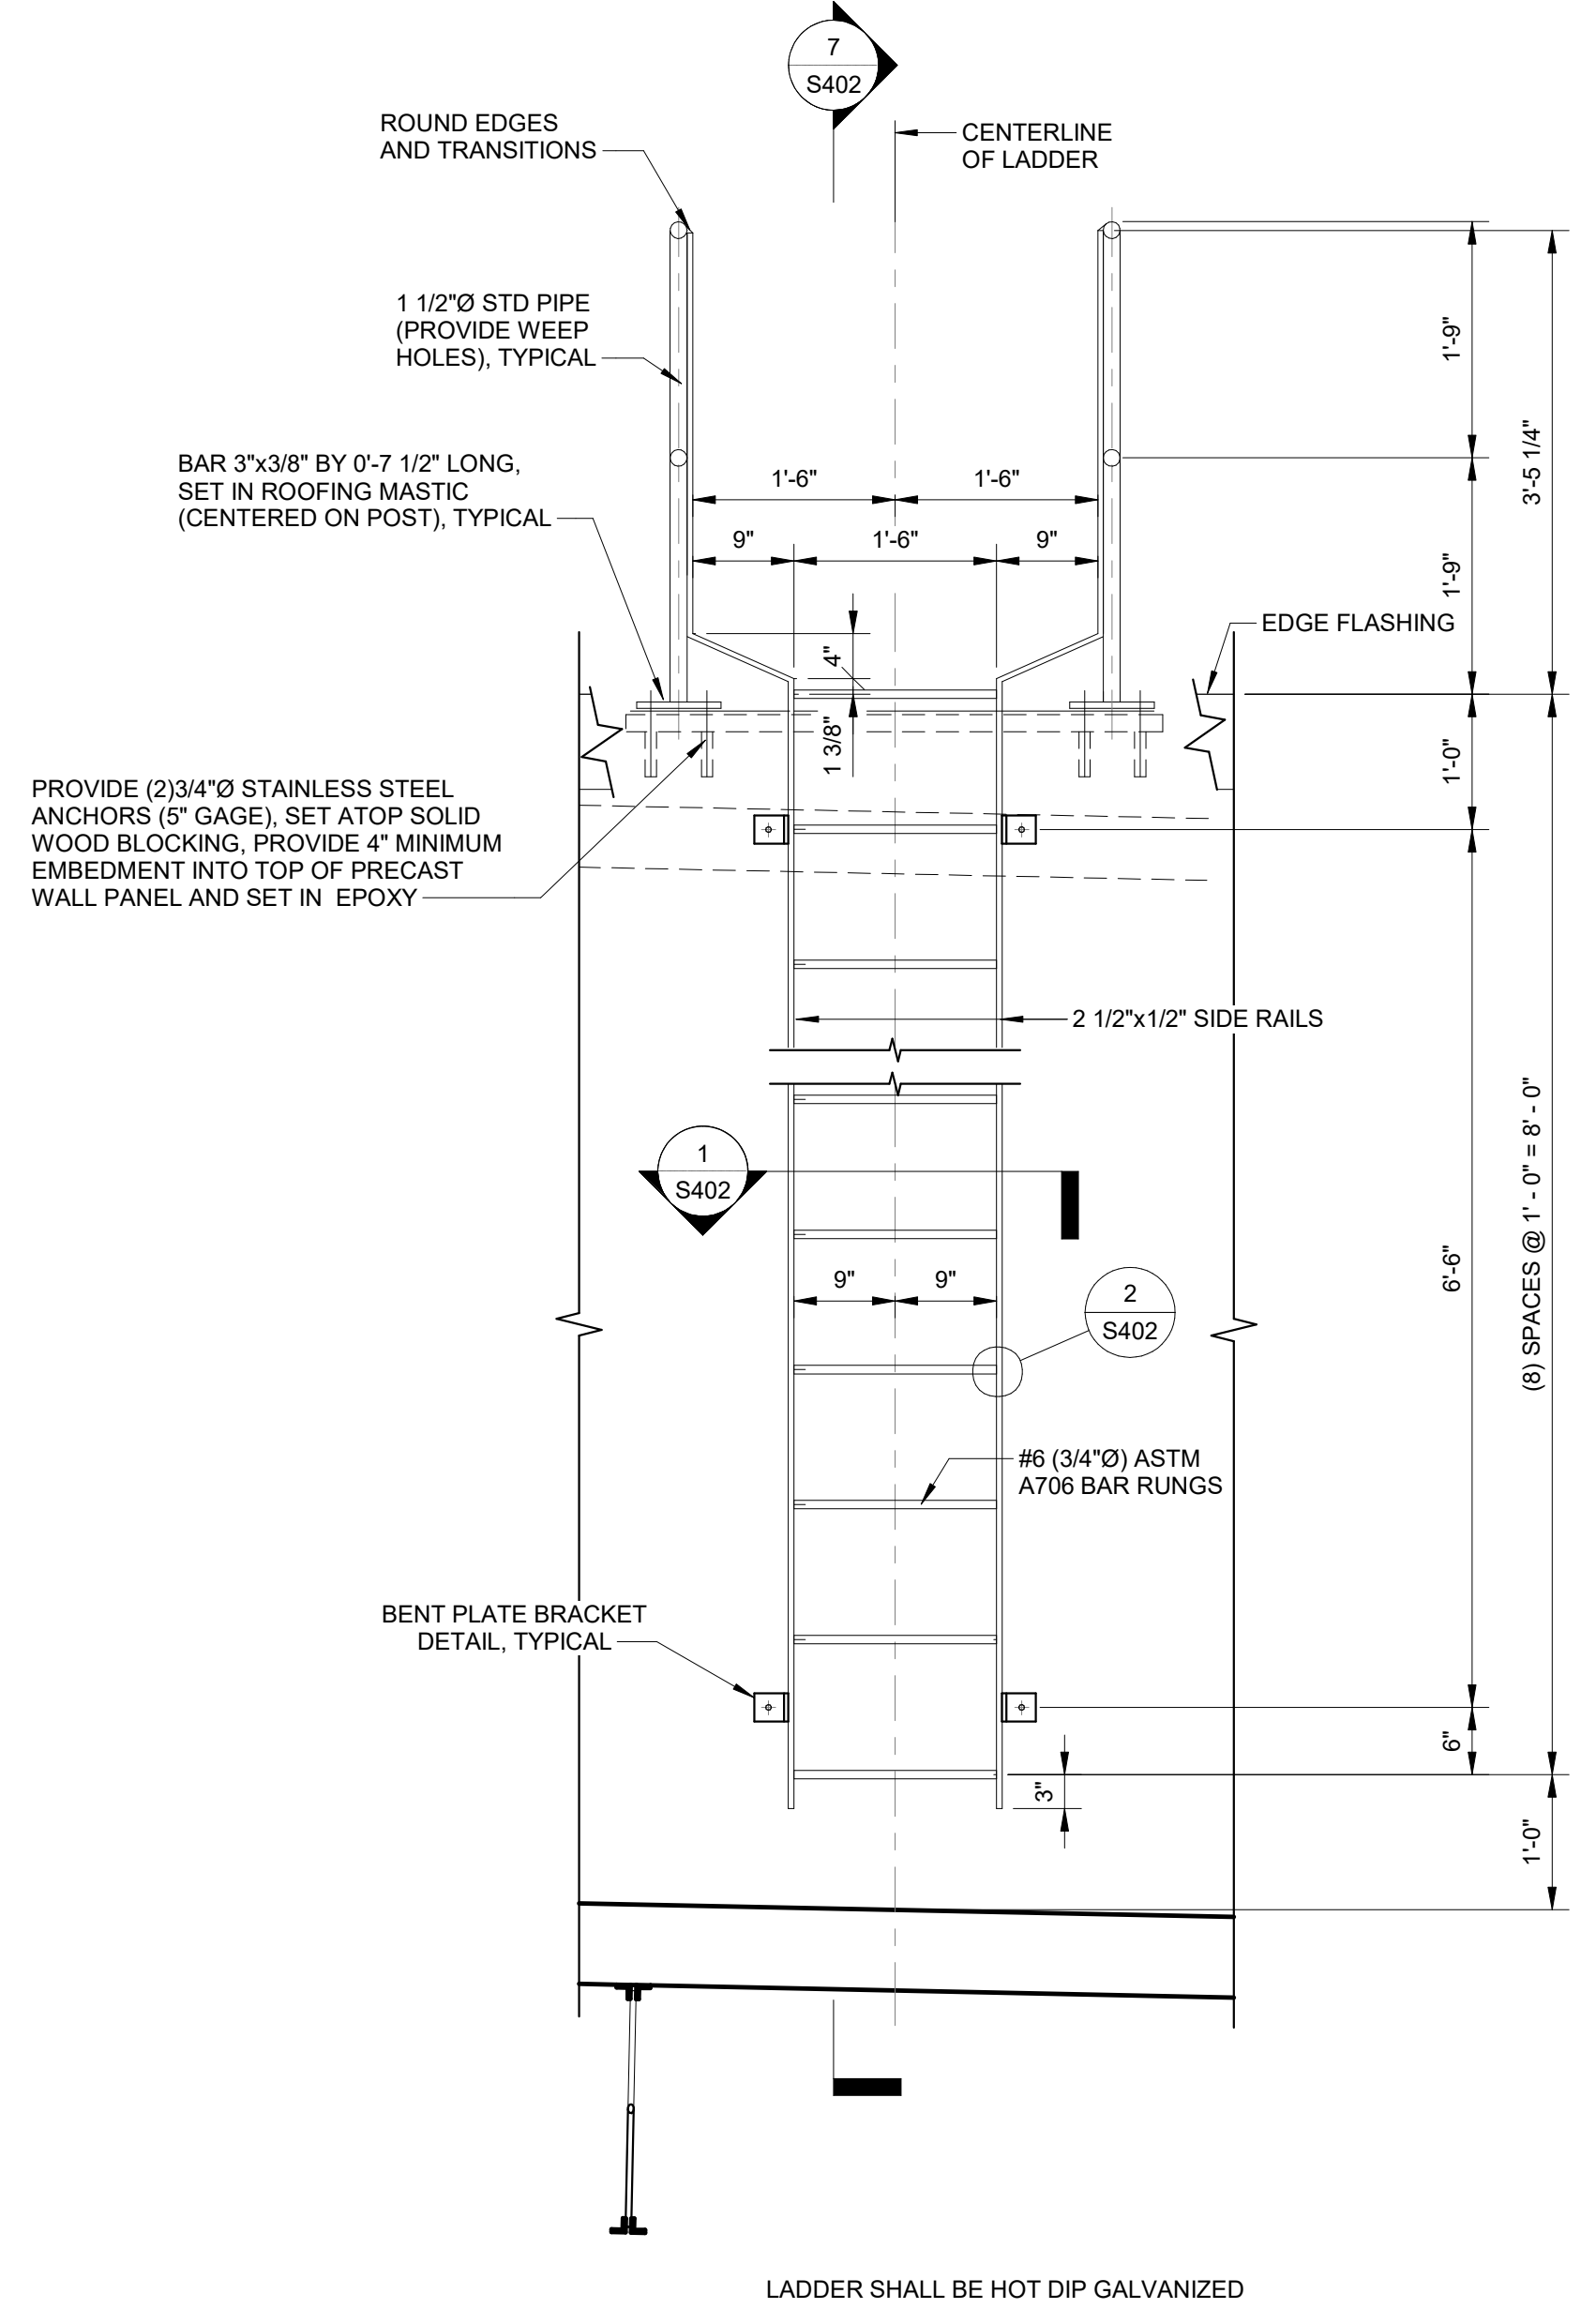 7
S402
ROUND EDGES
AND TRANSITIONS
CENTERLINE
OF LADDER
1 1/2"Ø STD PIPE
(PROVIDE WEEP
HOLES), TYPICAL
1'-9"
3'-5 1/4"
BAR 3"x3/8" BY 0'-7 1/2" LONG,
SET IN ROOFING MASTIC
(CENTERED ON POST), TYPICAL
1'-6"
1'-6"
9"
1'-6"
9"
1'-9"
EDGE FLASHING
4"
1 3/8"
1'-0"
PROVIDE (2)3/4"Ø STAINLESS STEEL
ANCHORS (5" GAGE), SET ATOP SOLID
WOOD BLOCKING, PROVIDE 4" MINIMUM
EMBEDMENT INTO TOP OF PRECAST
WALL PANEL AND SET IN  EPOXY
2 1/2"x1/2" SIDE RAILS
1
S402
(8) SPACES @ 1' - 0" = 8' - 0"
6'-6"
9"
9"
2
S402
#6 (3/4"Ø) ASTM
A706 BAR RUNGS
BENT PLATE BRACKET
DETAIL, TYPICAL
6"
3"
1'-0"
LADDER SHALL BE HOT DIP GALVANIZED